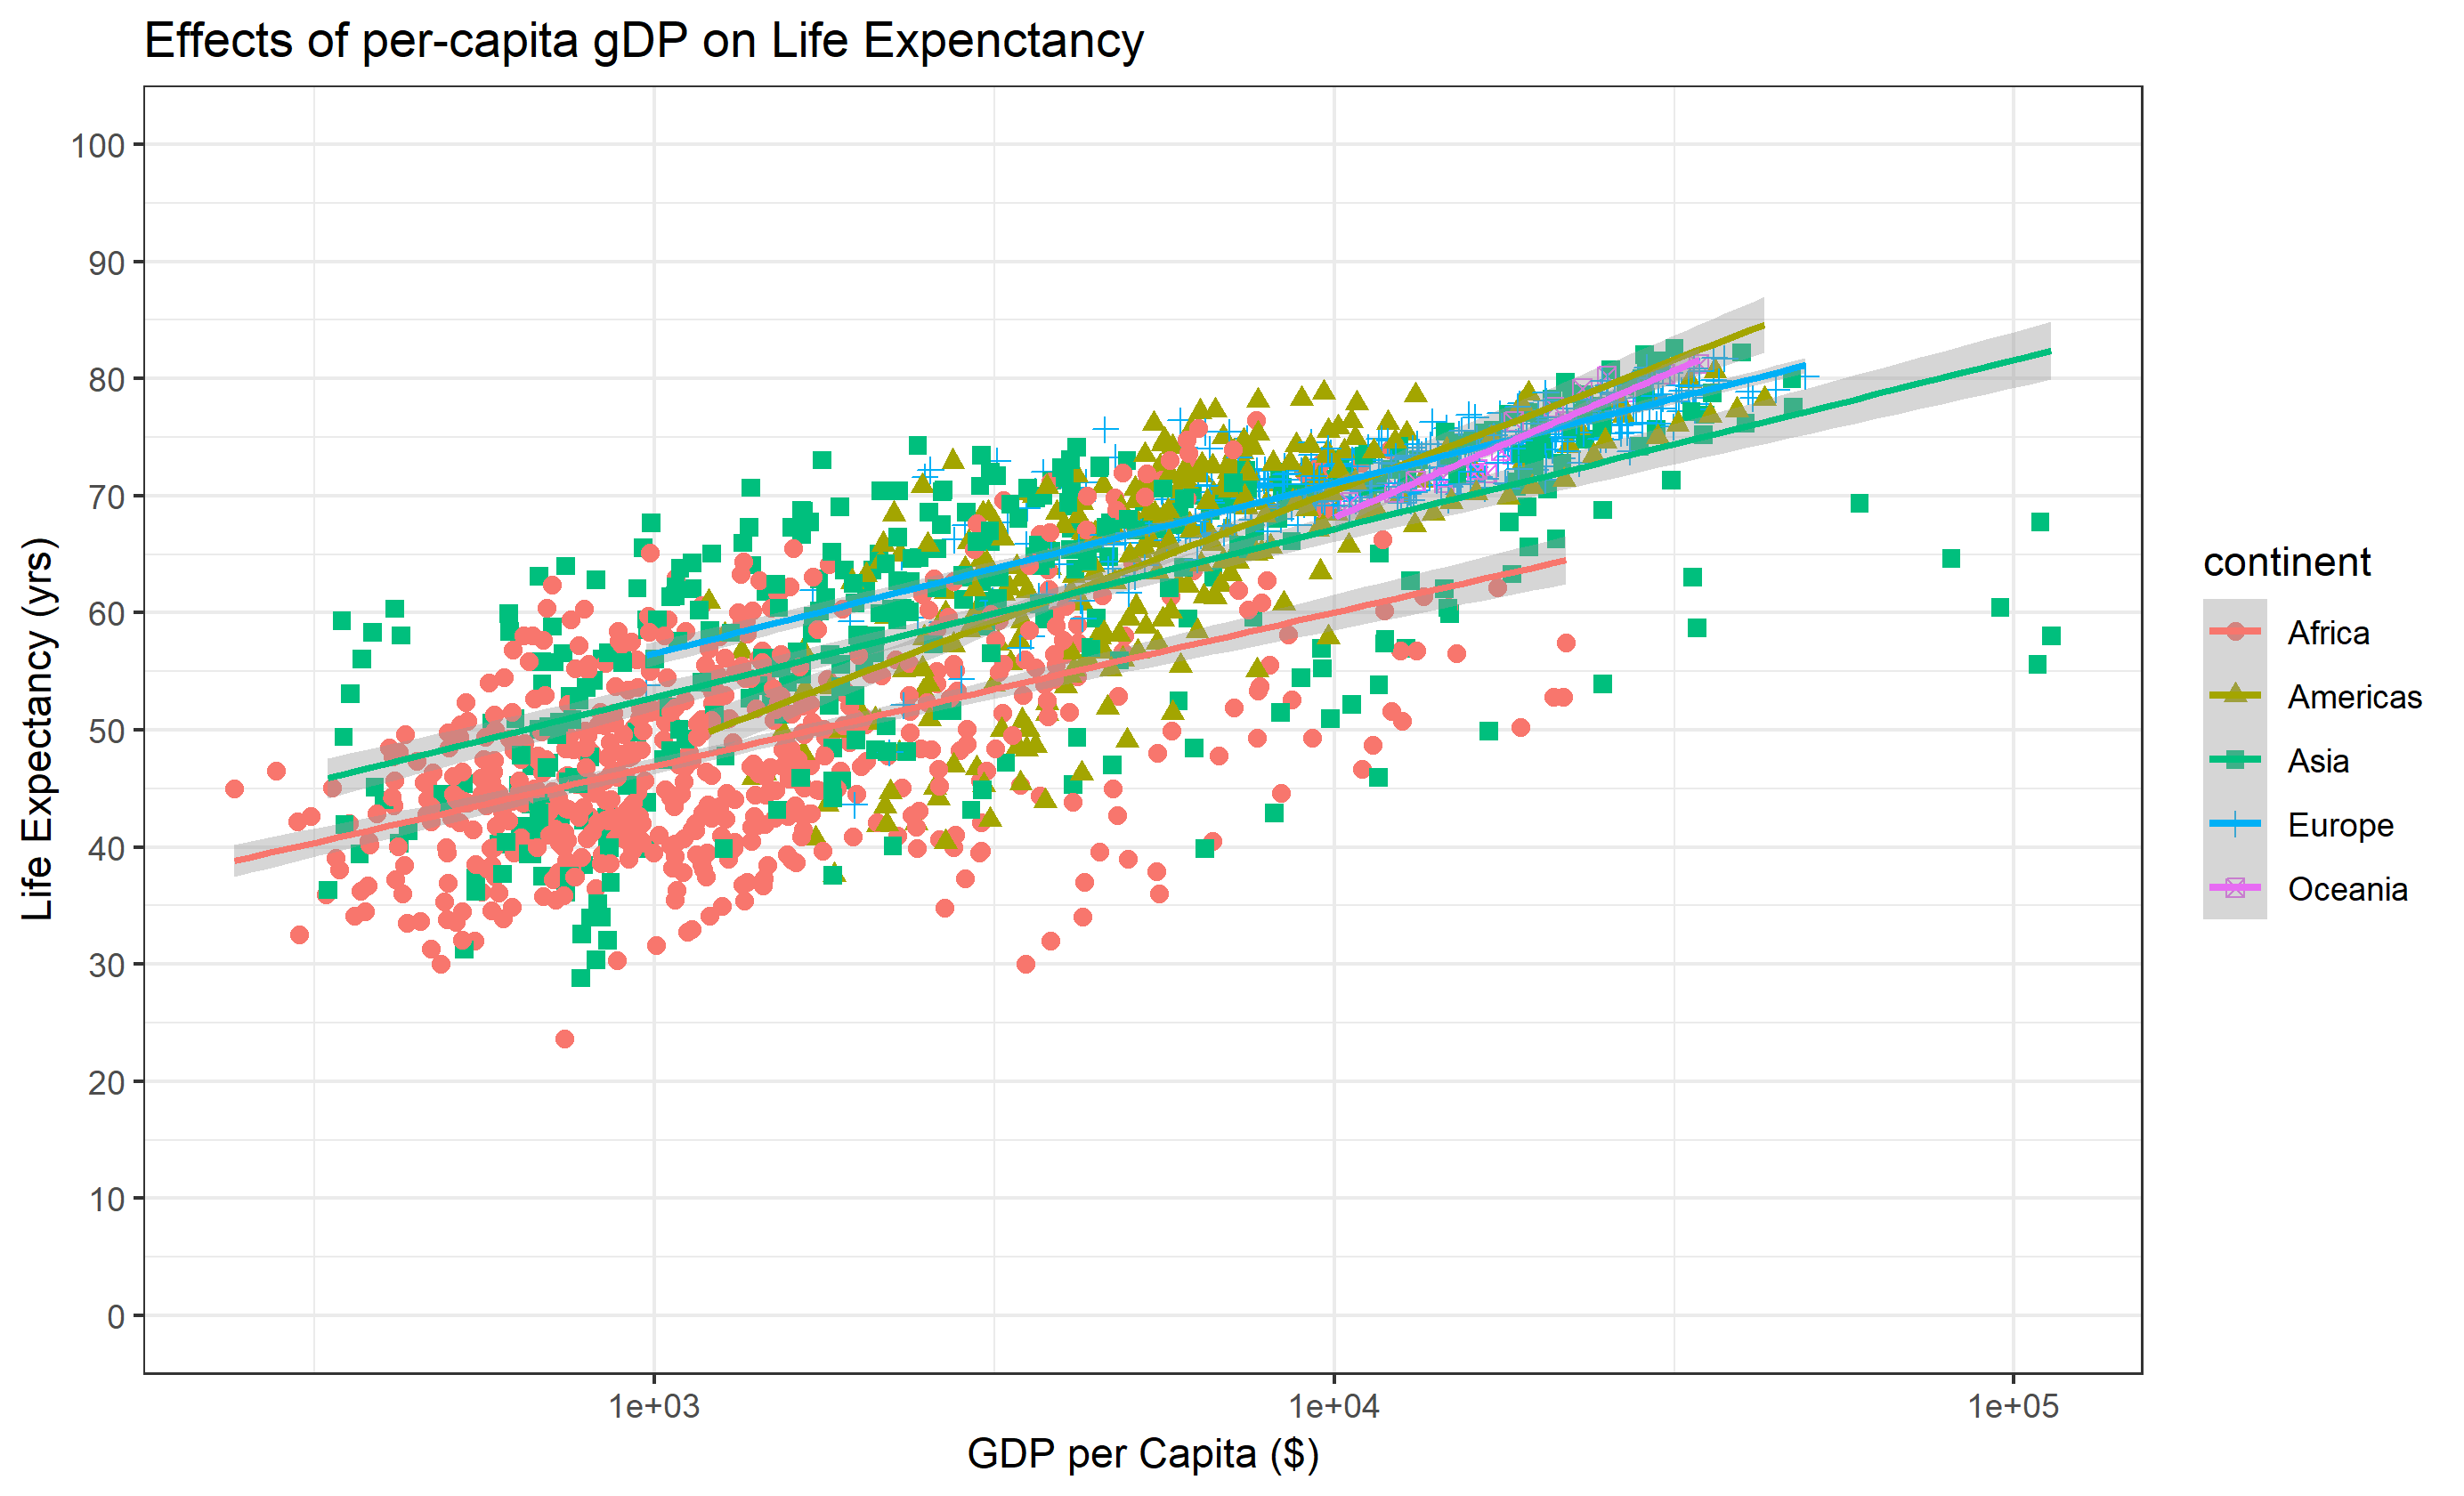 Effects of per-capita gDP on Life Expenctancy
Life Expectancy (yrs)
100
90
80
70
60
50
40
30
20
10
0
1e+03 1e+04 1e+05
GDP per Capita ($)
continent
Africa
Americas
Asia
Europe
Oceania